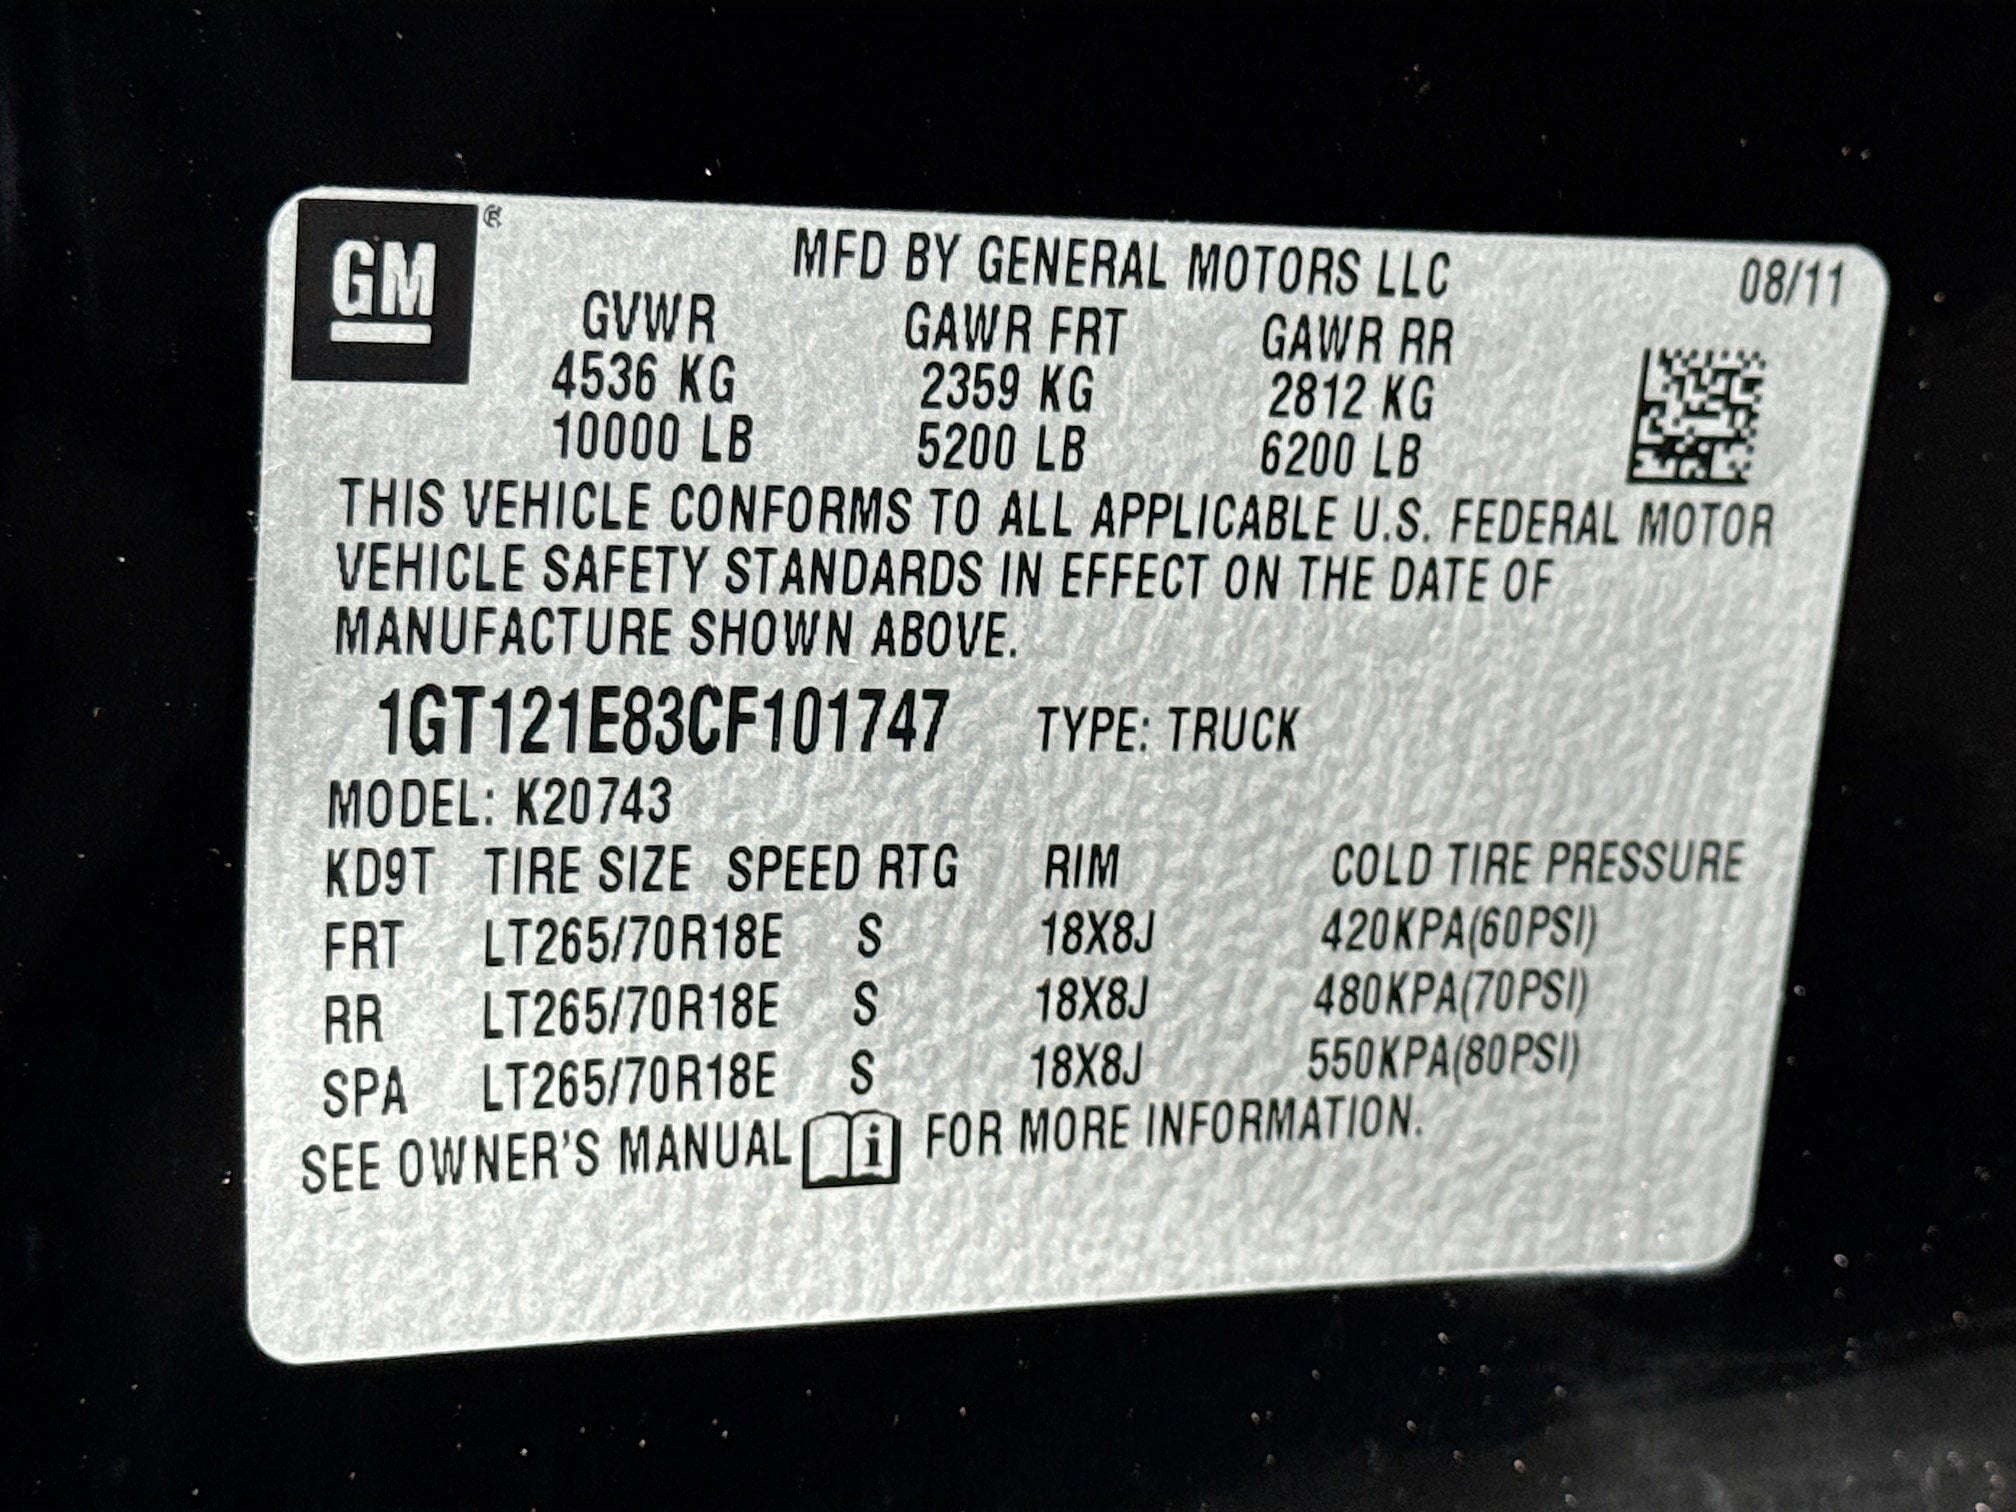 GM ®
MFD BY GENERAL MOTORS LLC 08/11
GVWR GAWR FRT GAWR RR
4536 KG 2359 KG 2812 KG
10000 LB 5200 LB 6200 LB
THIS VEHICLE CONFORMS TO ALL APPLICABLE U.S. FEDERAL MOTOR
VEHICLE SAFETY STANDARDS IN EFFECT ON THE DATE OF
MANUFACTURE SHOWN ABOVE.
1GT121E83CF101747 TYPE: TRUCK
MODEL: K20743
KD9T TIRE SIZE SPEED RTG RIM COLD TIRE PRESSURE
FRT LT265/70R18E S 18X8J 420KPA(60PSI)
RR LT265/70R18E S 18X8J 480KPA(70PSI)
SPA LT265/70R18E S 18X8J 550KPA(80PSI)
SEE OWNER'S MANUAL i FOR MORE INFORMATION.